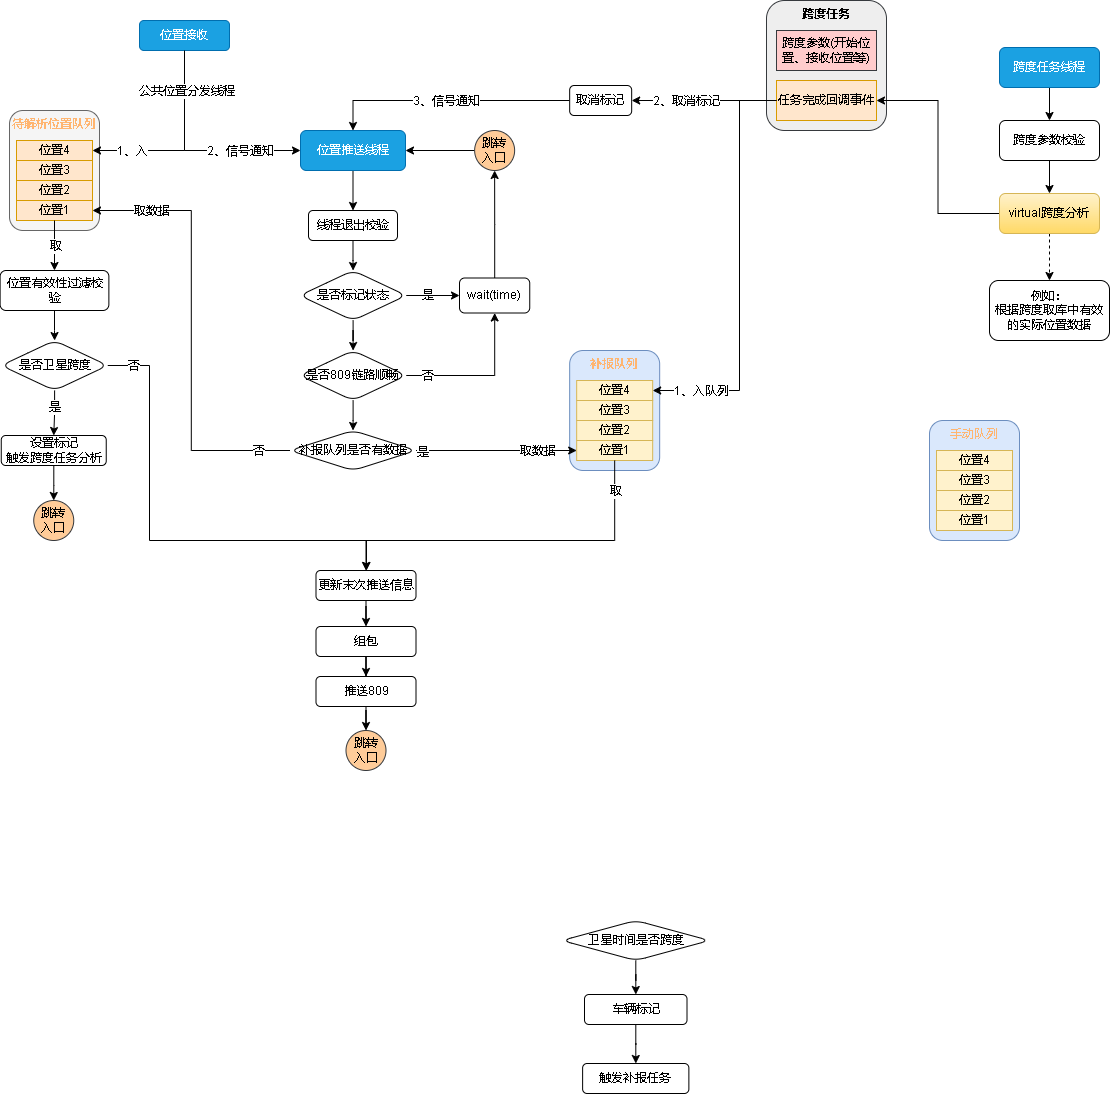 位置接收
公共位置分发线程
待解析位置队列
位置4
位置3
位置2
位置1
1、入
2、信号通知
取数据
取
位置有效性过滤校
验
是否卫星跨度
否
是
设置标记
触发跨度任务分析
跳转
入口
3、信号通知
位置推送线程
跳转
入口
线程退出校验
是否标记状态
是
wait(time)
是否809链路顺畅
否
补报队列是否有数据
否
是
取数据
取消标记
2、取消标记
跨度任务
跨度参数(开始位
置、接收位置等)
任务完成回调事件
补报队列
位置4
位置3
位置2
位置1
1、入队列
取
跨度任务线程
跨度参数校验
virtual跨度分析
例如：
根据跨度取库中有效
的实际位置数据
手动队列
位置4
位置3
位置2
位置1
更新末次推送信息
组包
推送809
跳转
入口
卫星时间是否跨度
车辆标记
触发补报任务